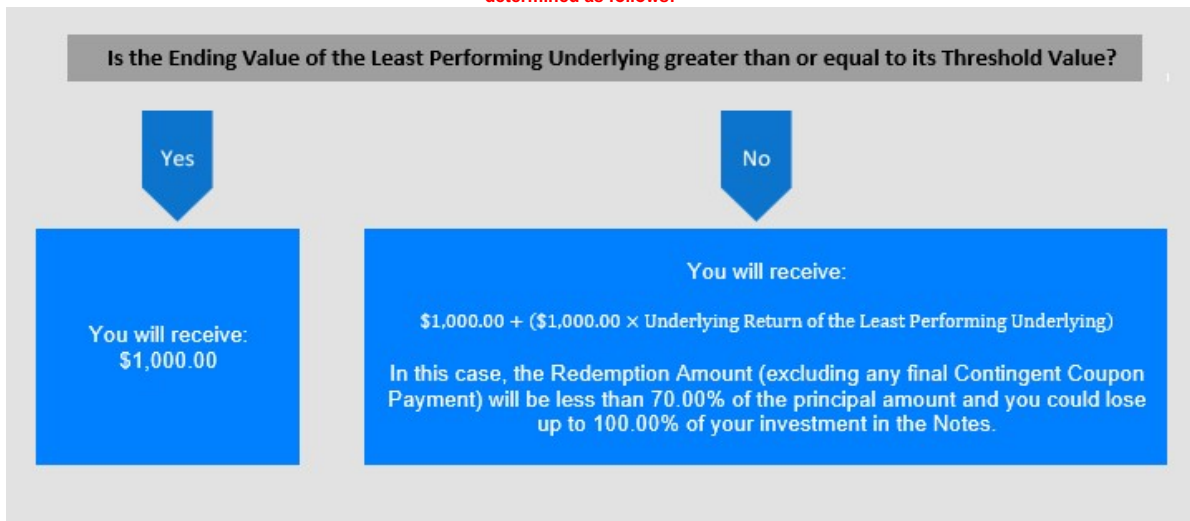 determined as follows:
Is the Ending Value of the Least Performing Underlying greater than or equal to its Threshold Value?
Yes
No
You will receive:
$1,000.00
You will receive:
$1,000.00 + ($1,000.00 × Underlying Return of the Least Performing Underlying)
In this case, the Redemption Amount (excluding any final Contingent Coupon
Payment) will be less than 70.00% of the principal amount and you could lose
up to 100.00% of your investment in the Notes.